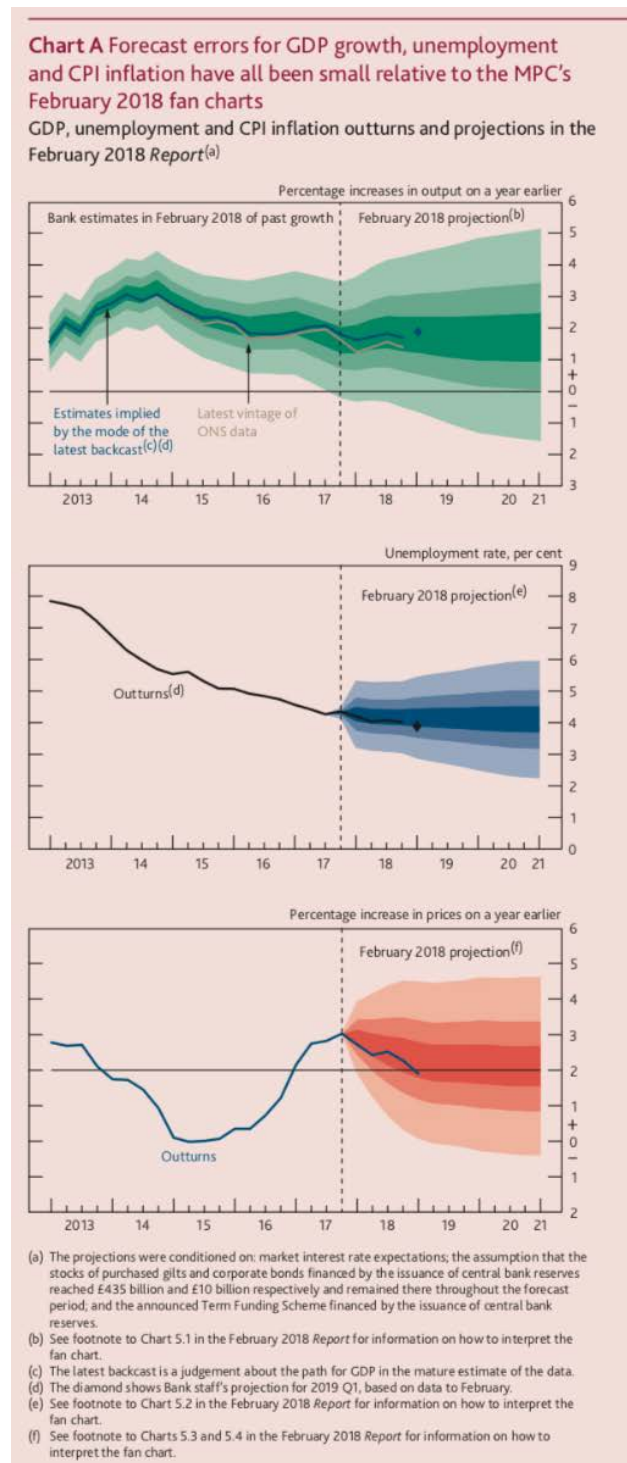 Chart A Forecast errors for GDP growth, unemployment
and CPI inflation have all been small relative to the MPC's
February 2018 fan charts
GDP, unemployment and CPI inflation outturns and projections in the
February 2018 Report(a)
Percentage increases in output on a year earlier
Bank estimates in February 2018 of past growth
February 2018 projection(b)
6
5
4
3
2
1
+
0
–
1
2
3
Estimates implied
by the mode of the
latest backcast(c)(d)
Latest vintage of
ONS data
2013 14 15 16 17 18 19 20 21
Unemployment rate, per cent
February 2018 projection(e)
9
8
7
6
5
4
3
2
1
0
Outturns(d)
2013 14 15 16 17 18 19 20 21
Percentage increase in prices on a year earlier
February 2018 projection(f)
6
5
4
3
2
1
+
0
–
1
2
Outturns
2013 14 15 16 17 18 19 20 21
(a) The projections were conditioned on: market interest rate expectations; the assumption that the
stocks of purchased gilts and corporate bonds financed by the issuance of central bank reserves
reached £435 billion and £10 billion respectively and remained there throughout the forecast
period; and the announced Term Funding Scheme financed by the issuance of central bank
reserves.
(b) See footnote to Chart 5.1 in the February 2018 Report for information on how to interpret the
fan chart.
(c) The latest backcast is a judgement about the path for GDP in the mature estimate of the data.
(d) The diamond shows Bank staff's projection for 2019 Q1, based on data to February.
(e) See footnote to Chart 5.2 in the February 2018 Report for information on how to interpret the
fan chart.
(f) See footnote to Charts 5.3 and 5.4 in the February 2018 Report for information on how to
interpret the fan chart.